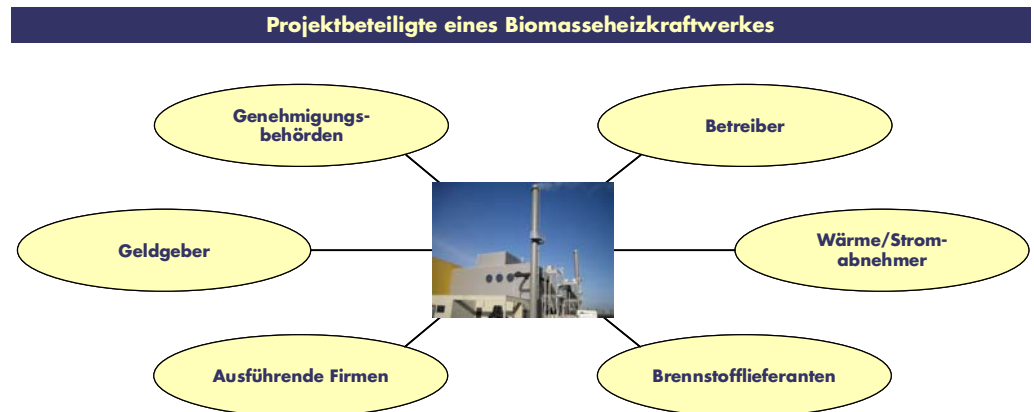 Projektbeteiligte eines Biomasseheizkraftwerkes
Genehmigungs-
behörden
Betreiber
Geldgeber
Wärme/Strom-
abnehmer
Ausführende Firmen
Brennstofflieferanten